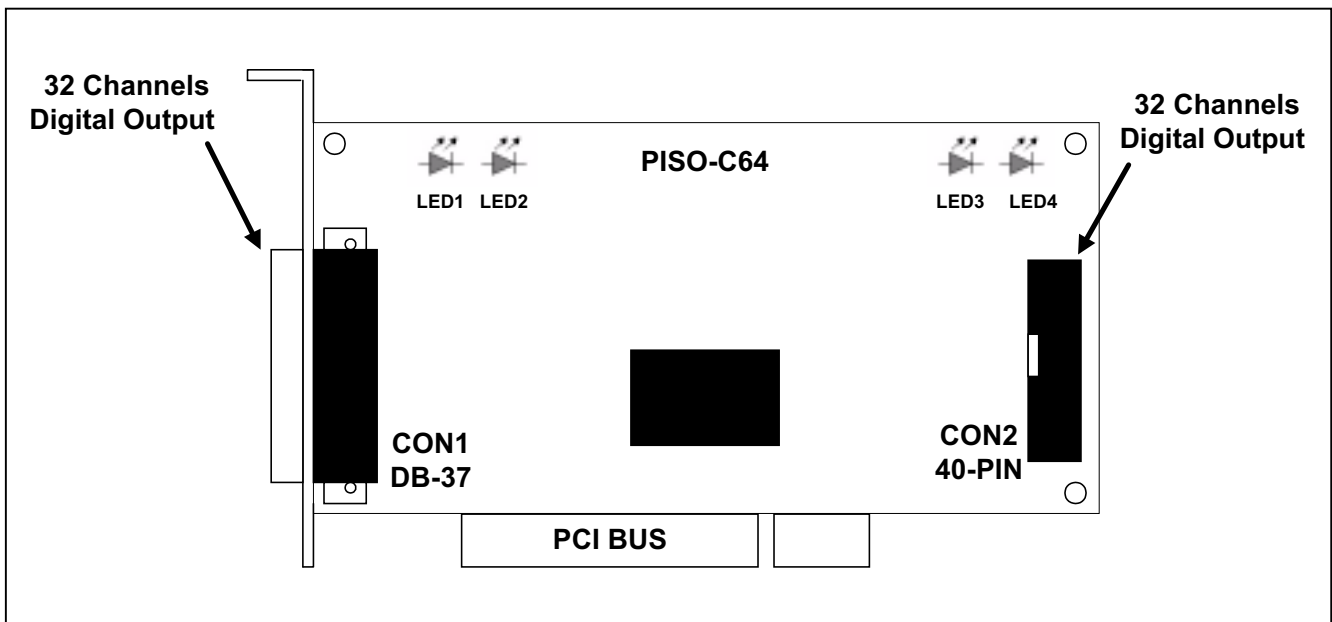 32 Channels
Digital Output
32 Channels
Digital Output
PISO-C64
LED1
LED2
LED3
LED4
CON1
DB-37
CON2
40-PIN
PCI BUS